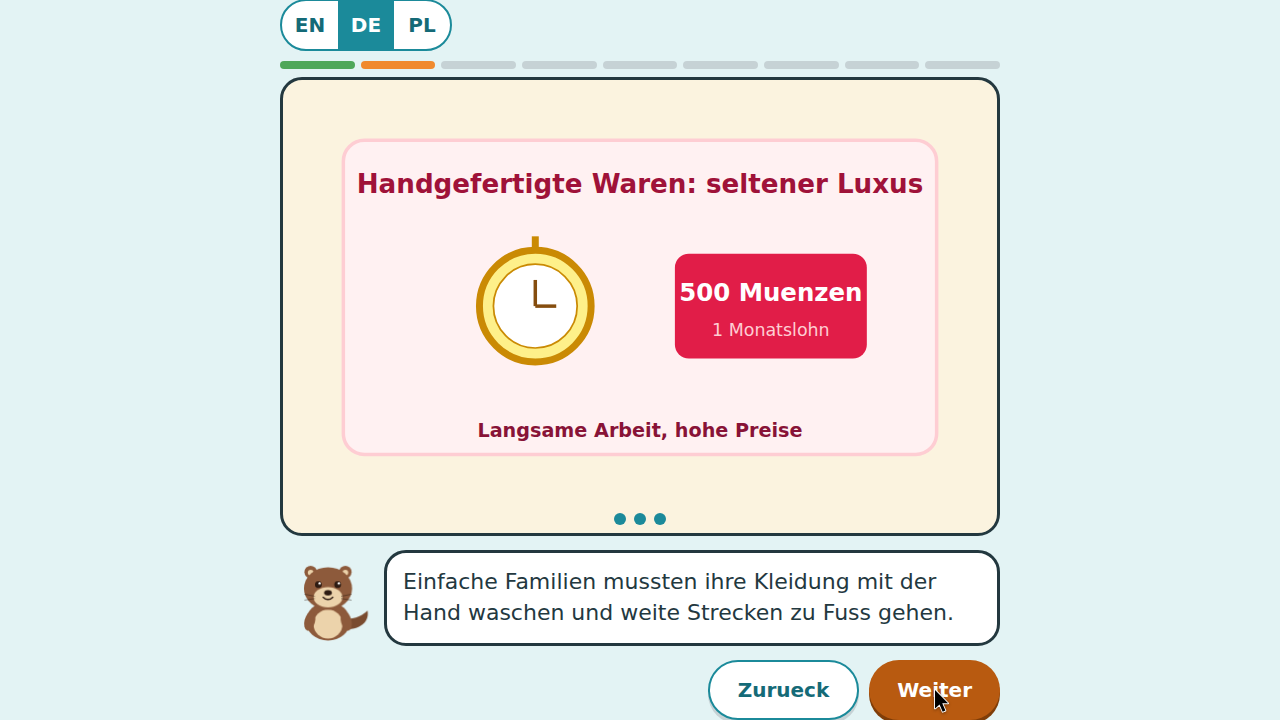 EN DE PL
Handgefertigte Waren: seltener Luxus
500 Muenzen
1 Monatslohn
Langsame Arbeit, hohe Preise
Einfache Familien mussten ihre Kleidung mit der
Hand waschen und weite Strecken zu Fuss gehen.
Zurueck Weiter